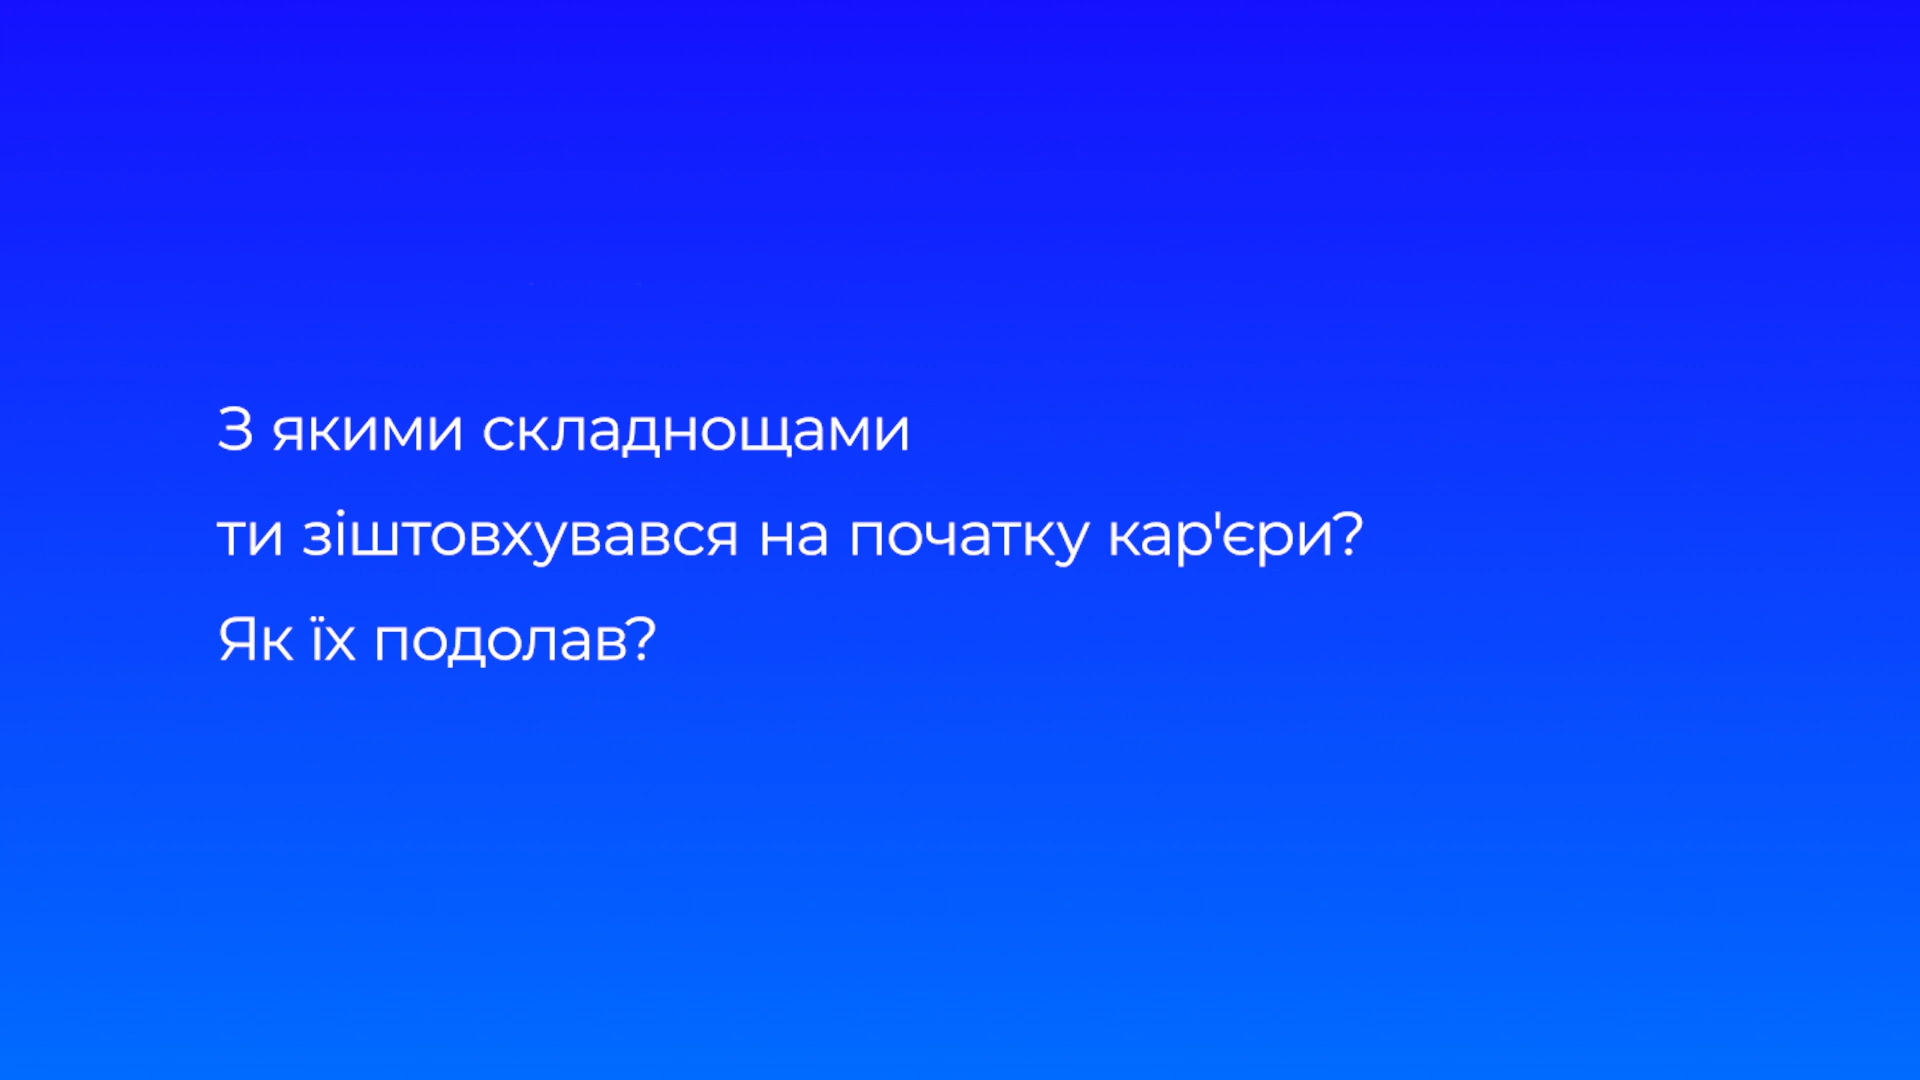 З якими складнощами
ти зіштовхувався на початку кар'єри?
Як їх подолав?